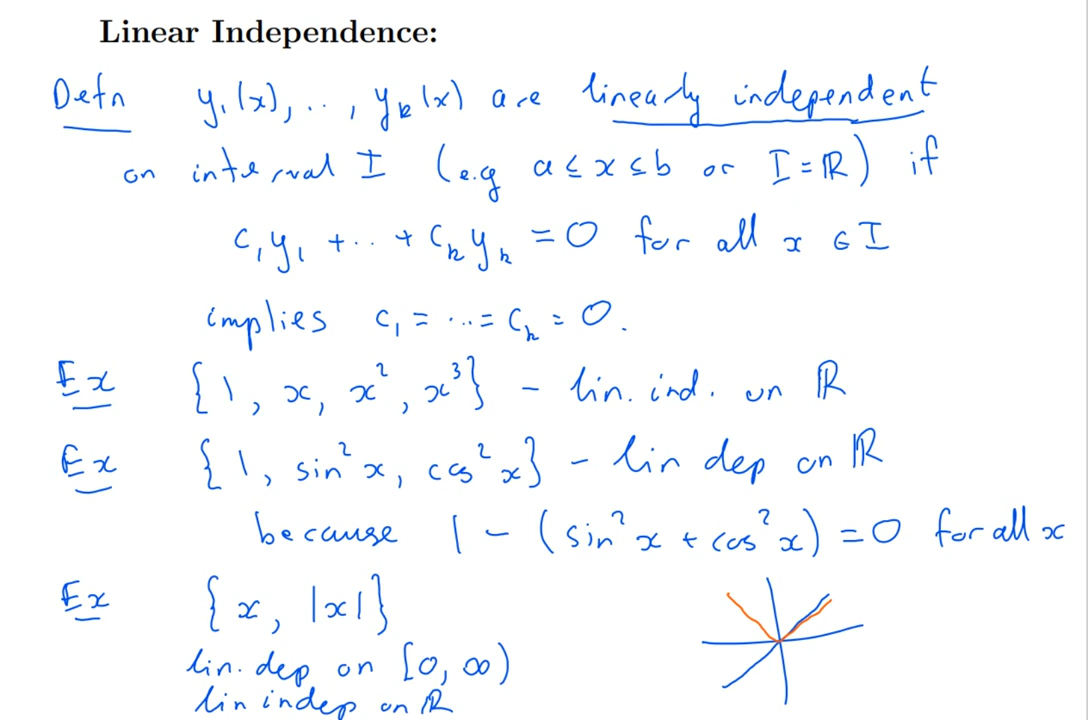 Linear Independence:
Defn y₁(x), .., yₖ(x) are linearly independent
on interval I (e.g a ≤ x ≤ b or I = ℝ) if
c₁y₁ + .. + cₖyₖ = 0 for all x ∈ I
implies c₁ = ... = cₖ = 0.
Ex {1, x, x², x³} - lin. ind. on ℝ
Ex {1, sin²x, cos²x} - lin dep on ℝ
because 1 - (sin²x + cos²x) = 0 for all x
Ex {x, |x|}
lin. dep on [0, ∞)
lin indep on ℝ